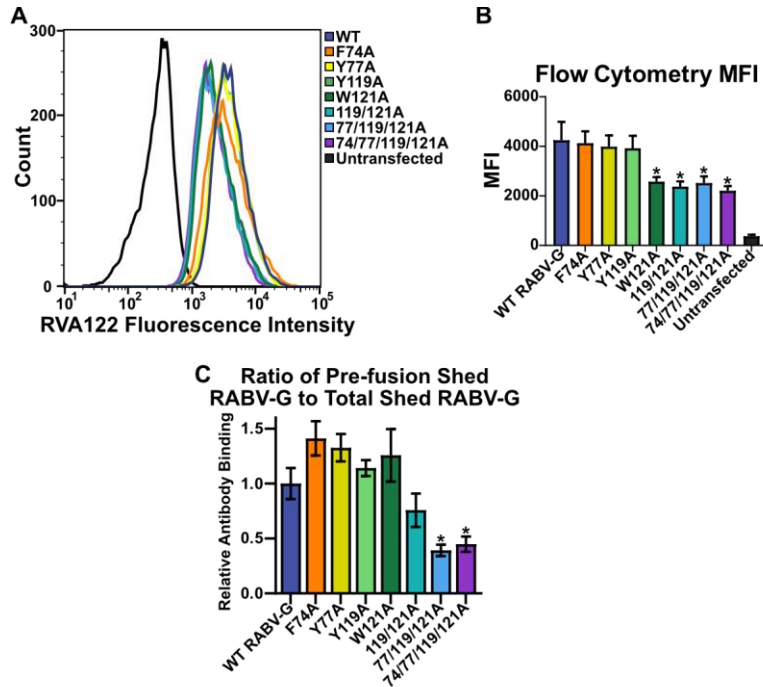 A
300
200
100
0
Count
10¹ 10² 10³ 10⁴ 10⁵
RVA122 Fluorescence Intensity
WT
F74A
Y77A
Y119A
W121A
119/121A
77/119/121A
74/77/119/121A
Untransfected
B
Flow Cytometry MFI
6000
4000
2000
0
MFI
* * * *
WT RABV-G
F74A
Y77A
Y119A
W121A
119/121A
77/119/121A
74/77/119/121A
Untransfected
C
Ratio of Pre-fusion Shed
RABV-G to Total Shed RABV-G
1.5
1.0
0.5
0.0
Relative Antibody Binding
* *
WT RABV-G
F74A
Y77A
Y119A
W121A
119/121A
77/119/121A
74/77/119/121A